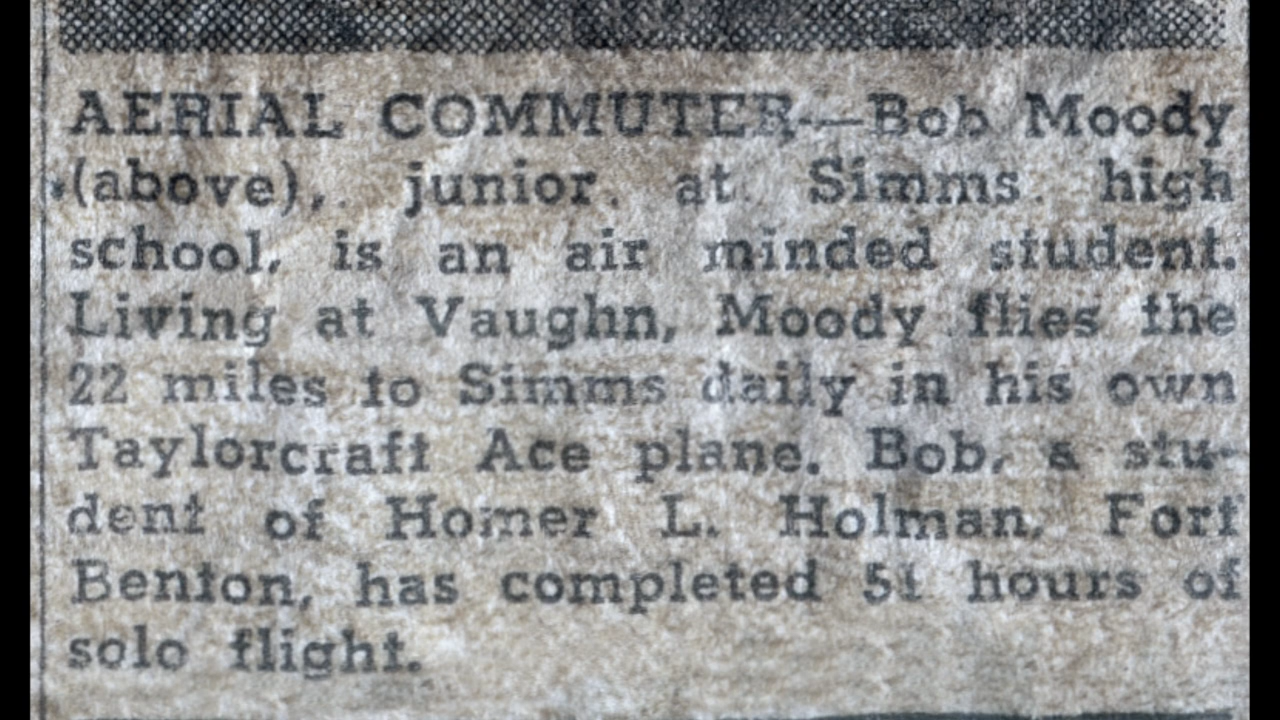 AERIAL COMMUTER—Bob Moody
(above), junior at Simms high
school, is an air minded student.
Living at Vaughn, Moody flies the
22 miles to Simms daily in his own
Taylorcraft Ace plane. Bob, a stu-
dent of Homer L. Holman, Fort
Benton, has completed 51 hours of
solo flight.